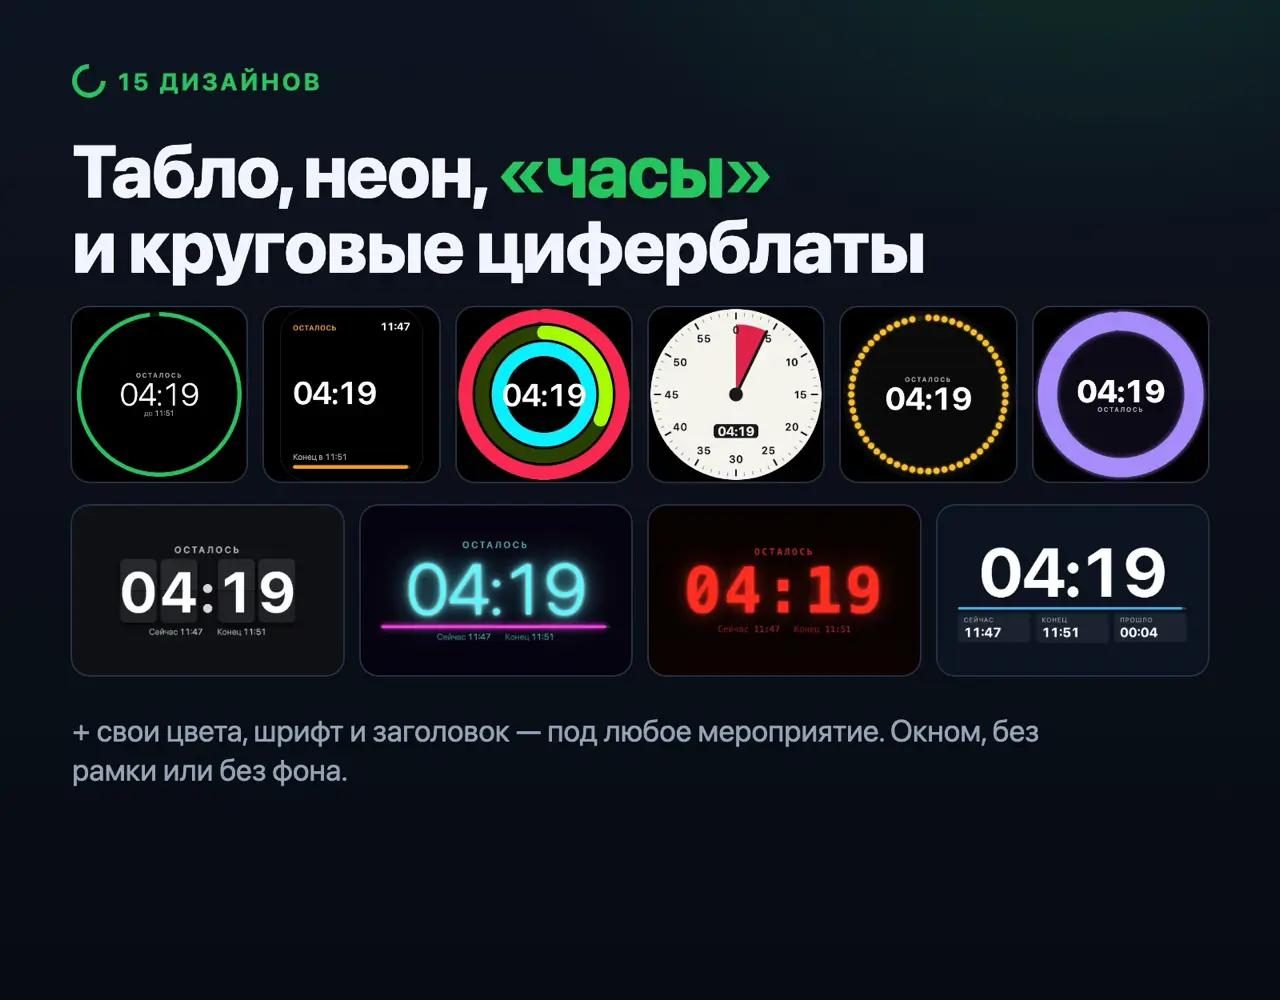 15 ДИЗАЙНОВ
Табло, неон, «часы»
и круговые циферблаты
ОСТАЛОСЬ
04:19
до 11:51
ОСТАЛОСЬ 11:47
04:19
Конец в 11:51
04:19
0
5
10
15
20
25
30
35
40
45
50
55
04:19
ОСТАЛОСЬ
04:19
04:19
ОСТАЛОСЬ
ОСТАЛОСЬ
04:19
Сейчас 11:47 Конец 11:51
ОСТАЛОСЬ
04:19
Сейчас 11:47 Конец 11:51
ОСТАЛОСЬ
04:19
Сейчас 11:47 Конец 11:51
04:19
СЕЙЧАС КОНЕЦ ПРОШЛО
11:47 11:51 00:04
+ свои цвета, шрифт и заголовок — под любое мероприятие. Окном, без
рамки или без фона.